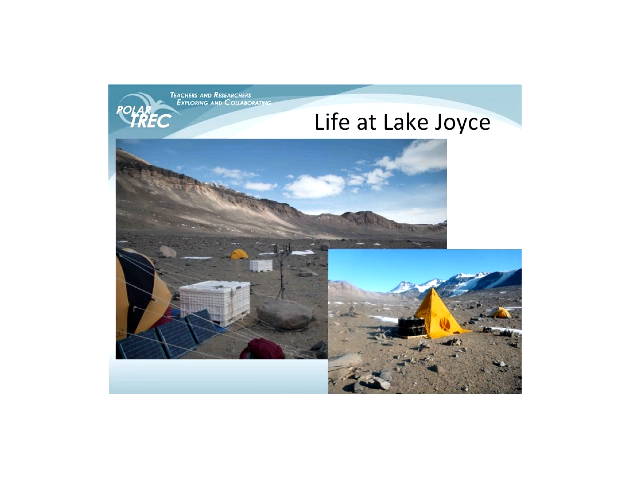 TEACHERS AND RESEARCHERS
EXPLORING AND COLLABORATING
POLAR
TREC
Life at Lake Joyce